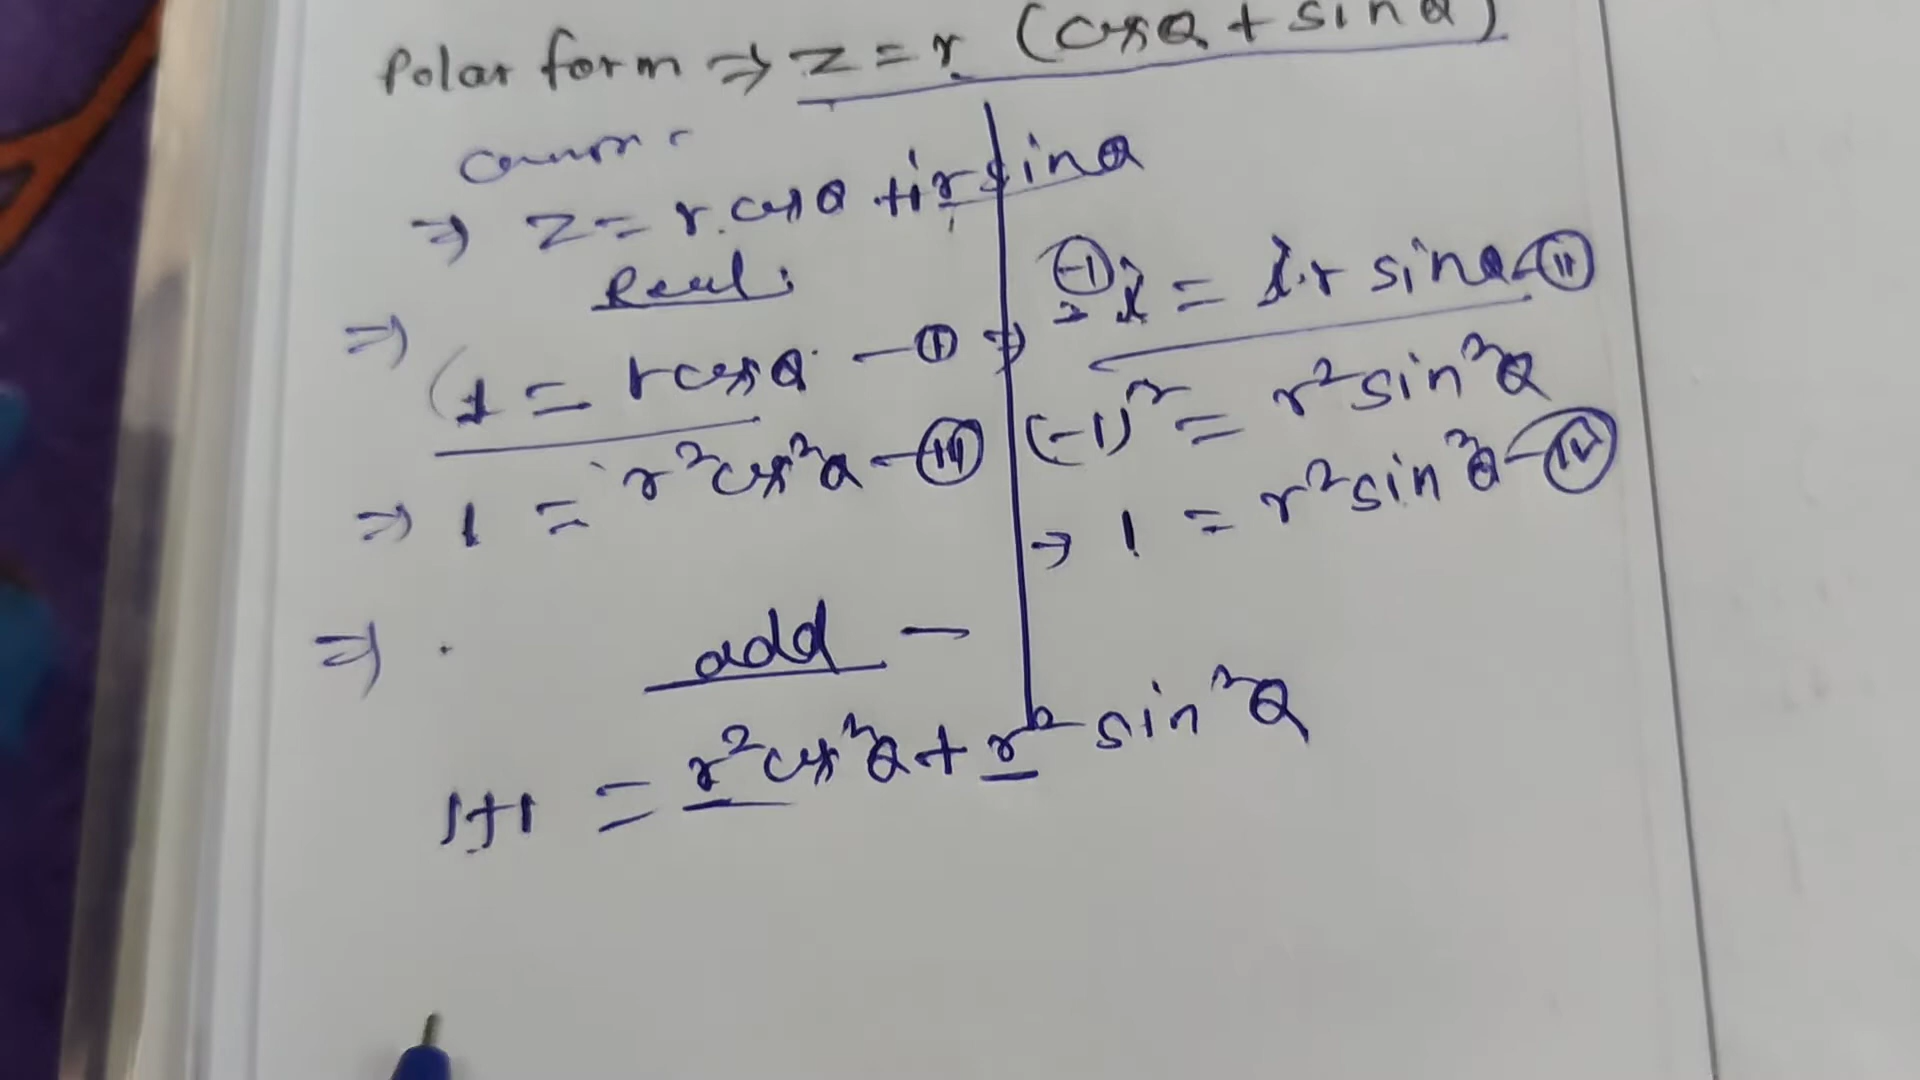 Polar form ⇒ z = r (cosθ + sinθ)
⇒ z = r.cosθ + ir sinθ
Real:
⇒ 1 = rcosθ - (I)
⇒ (-1)i = i.r sinθ - (II)
(-1)² = r²sin²θ
⇒ 1 = r²cos²θ - (III)
→ 1 = r²sin²θ - (IV)
⇒ . add -
1+1 = r²cos²θ + r² sin²θ